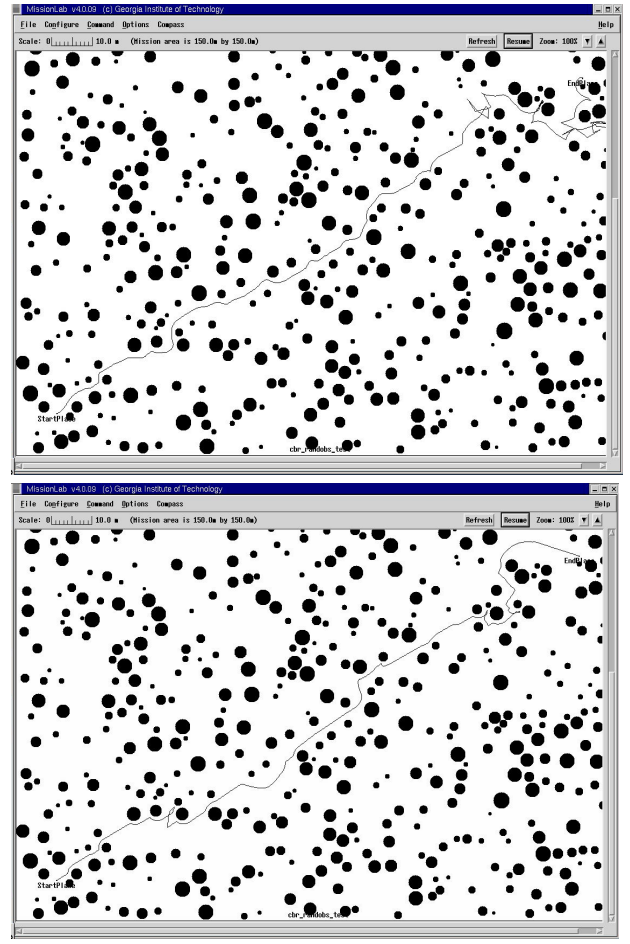 MissionLab v4.0.09 (c) Georgia Institute of Technology
File Configure Command Options Compass Help
Scale: 0 10.0 m (Mission area is 150.0m by 150.0m) Refresh Resume Zoom: 100%
EndPlace
StartPlace
cbr_randobs_test
MissionLab v4.0.09 (c) Georgia Institute of Technology
File Configure Command Options Compass Help
Scale: 0 10.0 m (Mission area is 150.0m by 150.0m) Refresh Resume Zoom: 100%
EndPlace
StartPlace
cbr_randobs_test